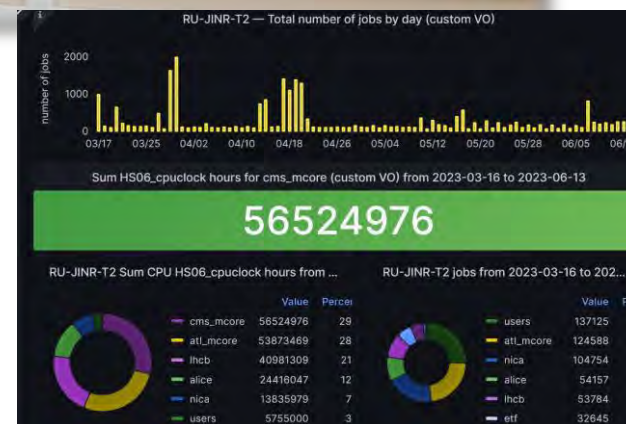 RU-JINR-T2 — Total number of jobs by day (custom VO)
number of jobs
2000
1000
0
03/17 03/25 04/02 04/10 04/18 04/26 05/04 05/12 05/20 05/28 06/05 06/
Sum HS06_cpuclock hours for cms_mcore (custom VO) from 2023-03-16 to 2023-06-13
56524976
RU-JINR-T2 Sum CPU HS06_cpuclock hours from ...
Value Percer
cms_mcore 56524976 29
atl_mcore 53873469 28
lhcb 40981309 21
alice 24416047 12
nica 13835979 7
users 5755000 3
RU-JINR-T2 jobs from 2023-03-16 to 202...
Value P
users 137125
atl_mcore 124588
nica 104754
alice 54157
lhcb 53784
etf 32645